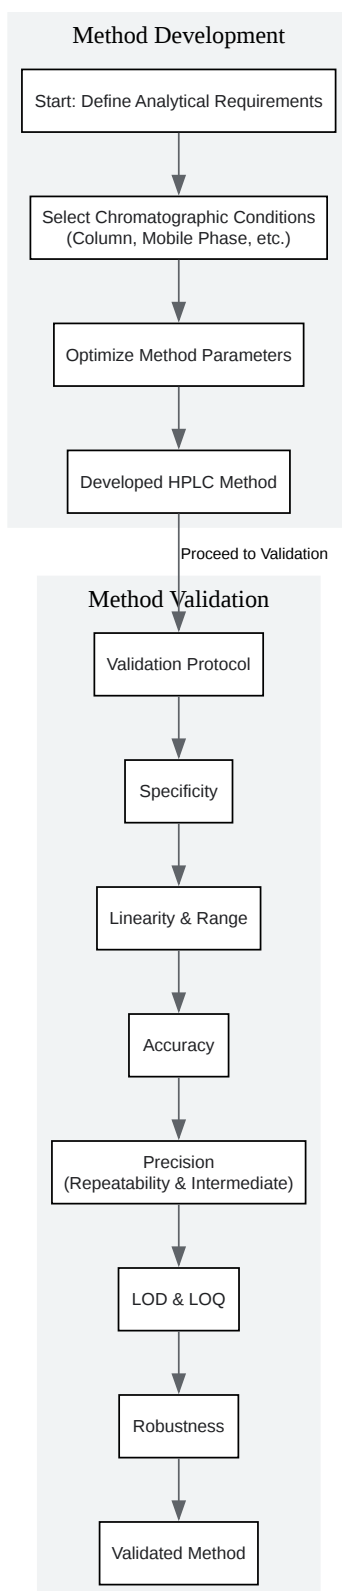 Method Development
Start: Define Analytical Requirements
Select Chromatographic Conditions
(Column, Mobile Phase, etc.)
Optimize Method Parameters
Developed HPLC Method
Proceed to Validation
Method Validation
Validation Protocol
Specificity
Linearity & Range
Accuracy
Precision
(Repeatability & Intermediate)
LOD & LOQ
Robustness
Validated Method